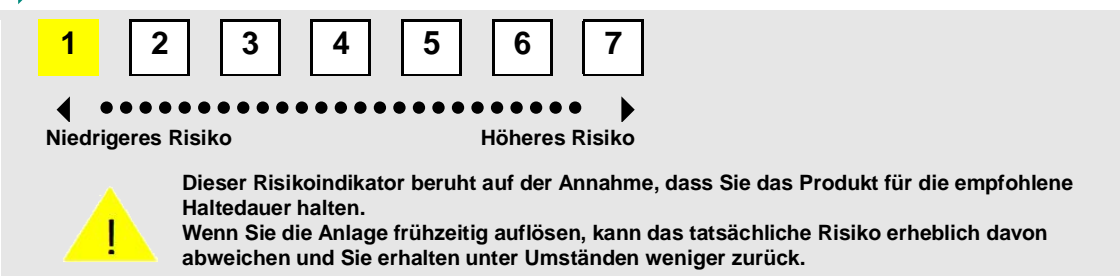 1 2 3 4 5 6 7
Niedrigeres Risiko Höheres Risiko
Dieser Risikoindikator beruht auf der Annahme, dass Sie das Produkt für die empfohlene
Haltedauer halten.
Wenn Sie die Anlage frühzeitig auflösen, kann das tatsächliche Risiko erheblich davon
abweichen und Sie erhalten unter Umständen weniger zurück.
!